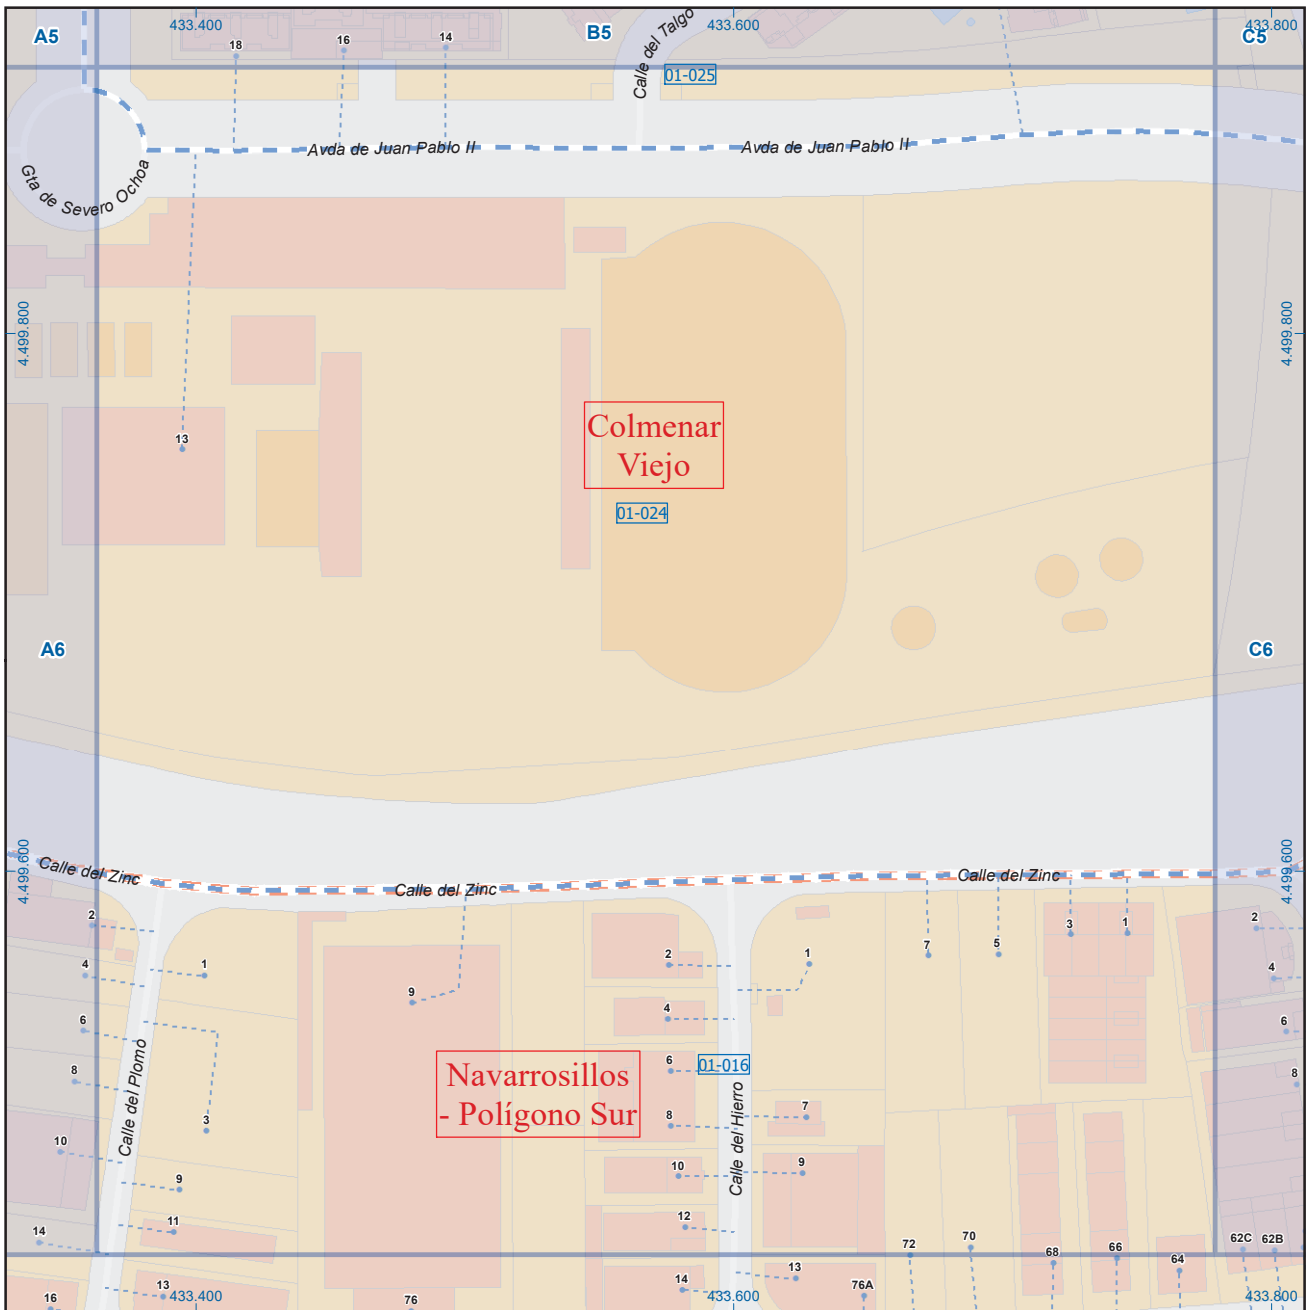 433.400
433.600
433.800
A5
B5
C5
18
16
14
Calle del Talgo
01-025
Avda de Juan Pablo II
Avda de Juan Pablo II
Gta de Severo Ochoa
4.499.800
4.499.800
13
Colmenar
Viejo
01-024
A6
C6
4.499.600
4.499.600
Calle del Zinc
Calle del Zinc
Calle del Zinc
2
4
6
8
10
14
16
1
3
9
11
13
Calle del Plomo
9
76
Navarrosillos
- Polígono Sur
2
4
6
8
10
12
14
01-016
Calle del Hierro
1
7
9
13
76A
7
5
3
1
72
70
68
66
64
2
4
6
8
62C
62B
433.400
433.600
433.800